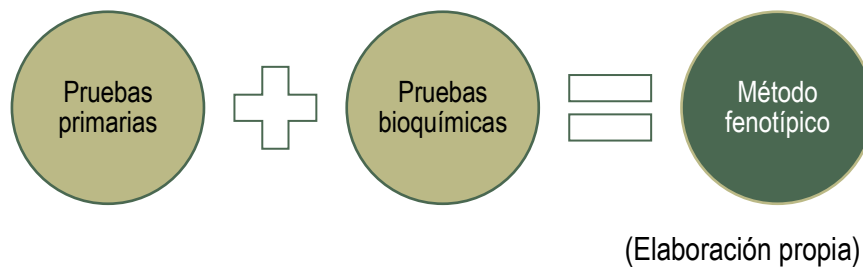 Pruebas
primarias
Pruebas
bioquímicas
Método
fenotípico
(Elaboración propia)